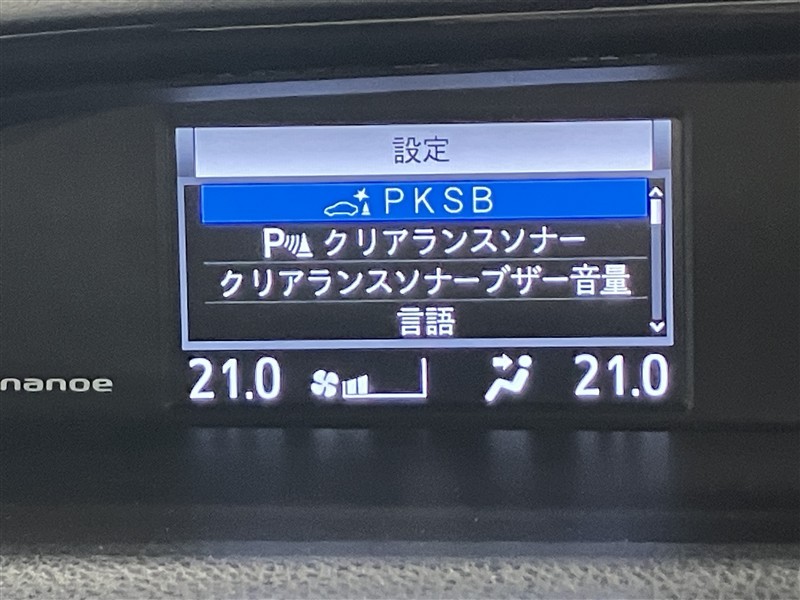 設定
PKSB
P クリアランスソナー
クリアランスソナーブザー音量
言語
nanoe
21.0 21.0